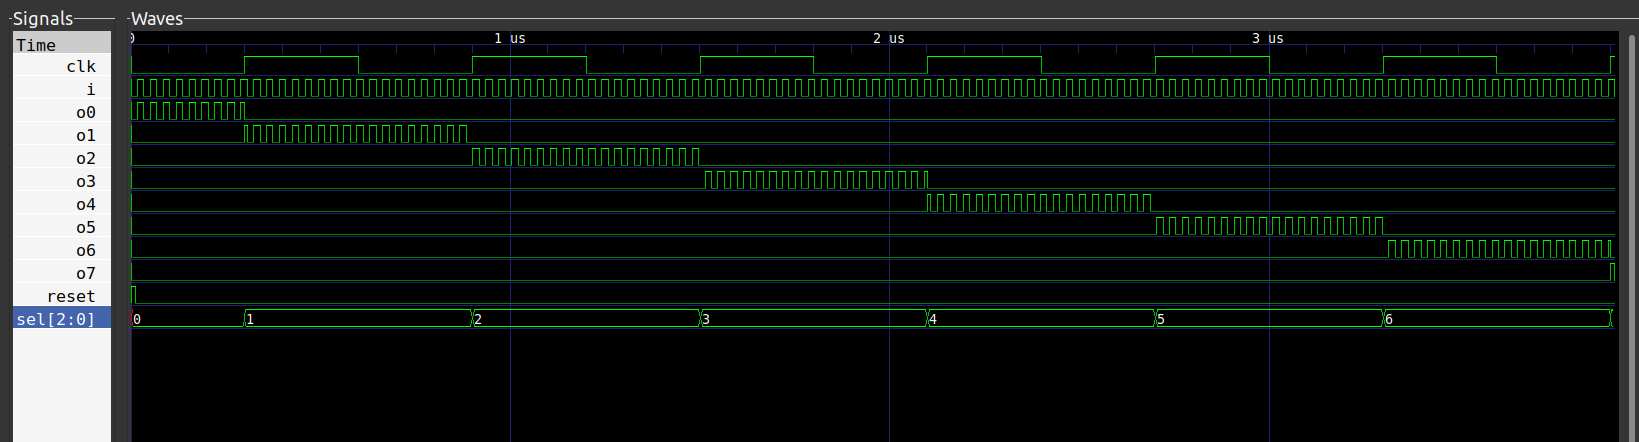 Signals
Waves
Time
0 1 us 2 us 3 us
clk
i
o0
o1
o2
o3
o4
o5
o6
o7
reset
sel[2:0]
0 1 2 3 4 5 6